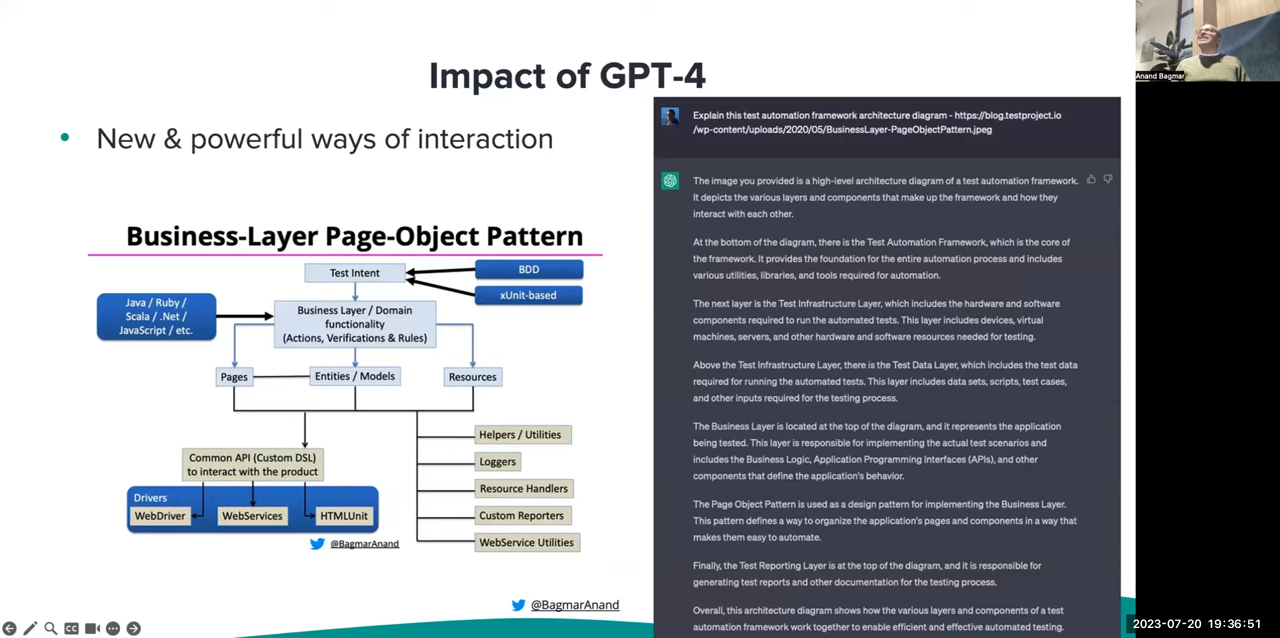 Impact of GPT-4
• New & powerful ways of interaction
Business-Layer Page-Object Pattern
Test Intent
BDD
xUnit-based
Java / Ruby /
Scala / .Net /
JavaScript / etc.
Business Layer / Domain
functionality
(Actions, Verifications & Rules)
Pages
Entities / Models
Resources
Helpers / Utilities
Loggers
Resource Handlers
Custom Reporters
WebService Utilities
Common API (Custom DSL)
to interact with the product
Drivers
WebDriver
WebServices
HTMLUnit
@BagmarAnand
@BagmarAnand
Explain this test automation framework architecture diagram - https://blog.testproject.io
/wp-content/uploads/2020/05/BusinessLayer-PageObjectPattern.jpeg
The image you provided is a high-level architecture diagram of a test automation framework.
It depicts the various layers and components that make up the framework and how they
interact with each other.
At the bottom of the diagram, there is the Test Automation Framework, which is the core of
the framework. It provides the foundation for the entire automation process and includes
various utilities, libraries, and tools required for automation.
The next layer is the Test Infrastructure Layer, which includes the hardware and software
components required to run the automated tests. This layer includes devices, virtual
machines, servers, and other hardware and software resources needed for testing.
Above the Test Infrastructure Layer, there is the Test Data Layer, which includes the test data
required for running the automated tests. This layer includes data sets, scripts, test cases,
and other inputs required for the testing process.
The Business Layer is located at the top of the diagram, and it represents the application
being tested. This layer is responsible for implementing the actual test scenarios and
includes the Business Logic, Application Programming Interfaces (APIs), and other
components that define the application's behavior.
The Page Object Pattern is used as a design pattern for implementing the Business Layer.
This pattern defines a way to organize the application's pages and components in a way that
makes them easy to automate.
Finally, the Test Reporting Layer is at the top of the diagram, and it is responsible for
generating test reports and other documentation for the testing process.
Overall, this architecture diagram shows how the various layers and components of a test
automation framework work together to enable efficient and effective automated testing.
Anand Bagmar
CC
2023-07-20 19:36:51